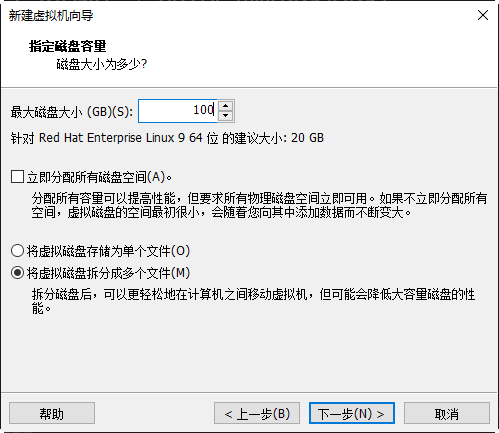 新建虚拟机向导
指定磁盘容量
磁盘大小为多少?
最大磁盘大小 (GB)(S): 100
针对 Red Hat Enterprise Linux 9 64 位 的建议大小: 20 GB
立即分配所有磁盘空间(A)。
分配所有容量可以提高性能，但要求所有物理磁盘空间立即可用。如果不立即分配所有
空间，虚拟磁盘的空间最初很小，会随着您向其中添加数据而不断变大。
将虚拟磁盘存储为单个文件(O)
将虚拟磁盘拆分成多个文件(M)
拆分磁盘后，可以更轻松地在计算机之间移动虚拟机，但可能会降低大容量磁盘的性
能。
帮助 < 上一步(B) 下一步(N) > 取消